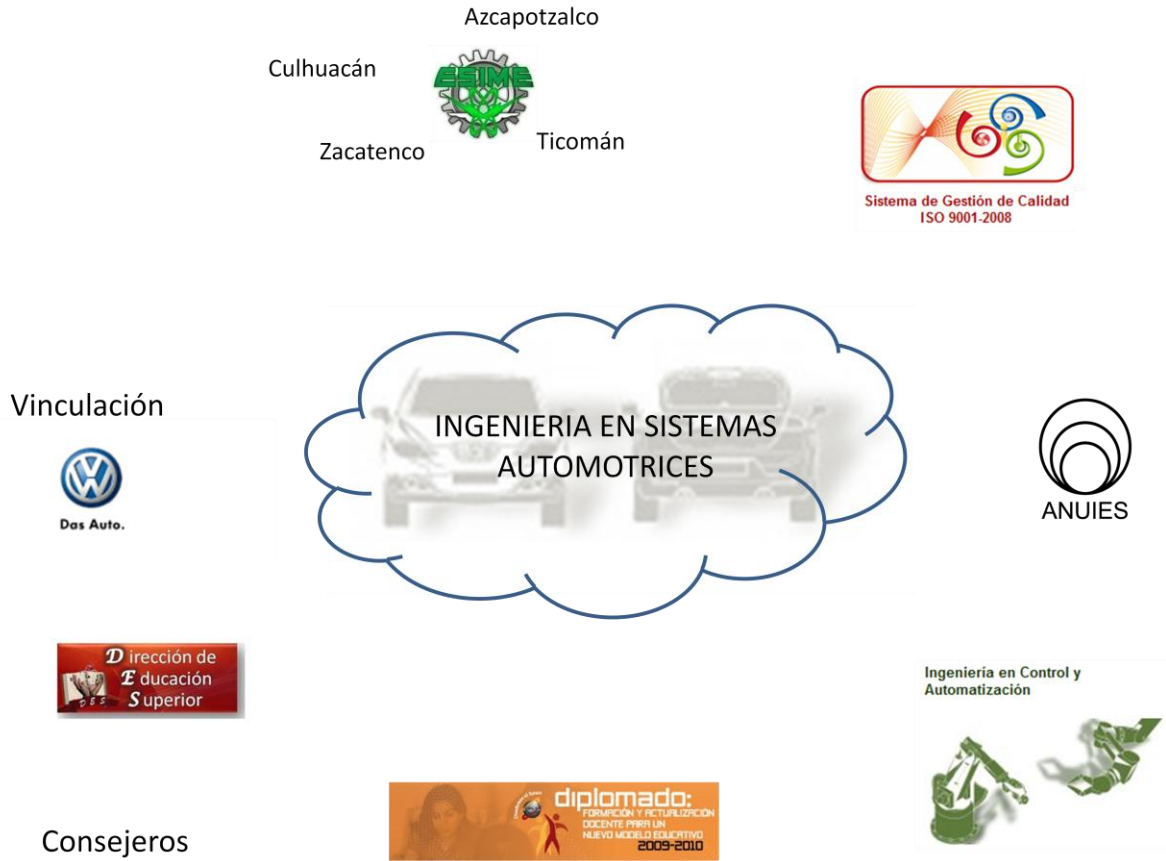 Azcapotzalco
Culhuacán
ESIME
Zacatenco
Ticomán
Sistema de Gestión de Calidad
ISO 9001-2008
INGENIERIA EN SISTEMAS
AUTOMOTRICES
Vinculación
Das Auto.
ANUIES
Dirección de
Educación
Superior
DES
Ingeniería en Control y
Automatización
diplomado:
FORMACIÓN Y ACTUALIZACIÓN
DOCENTE PARA UN
NUEVO MODELO EDUCATIVO
2009-2010
Consejeros